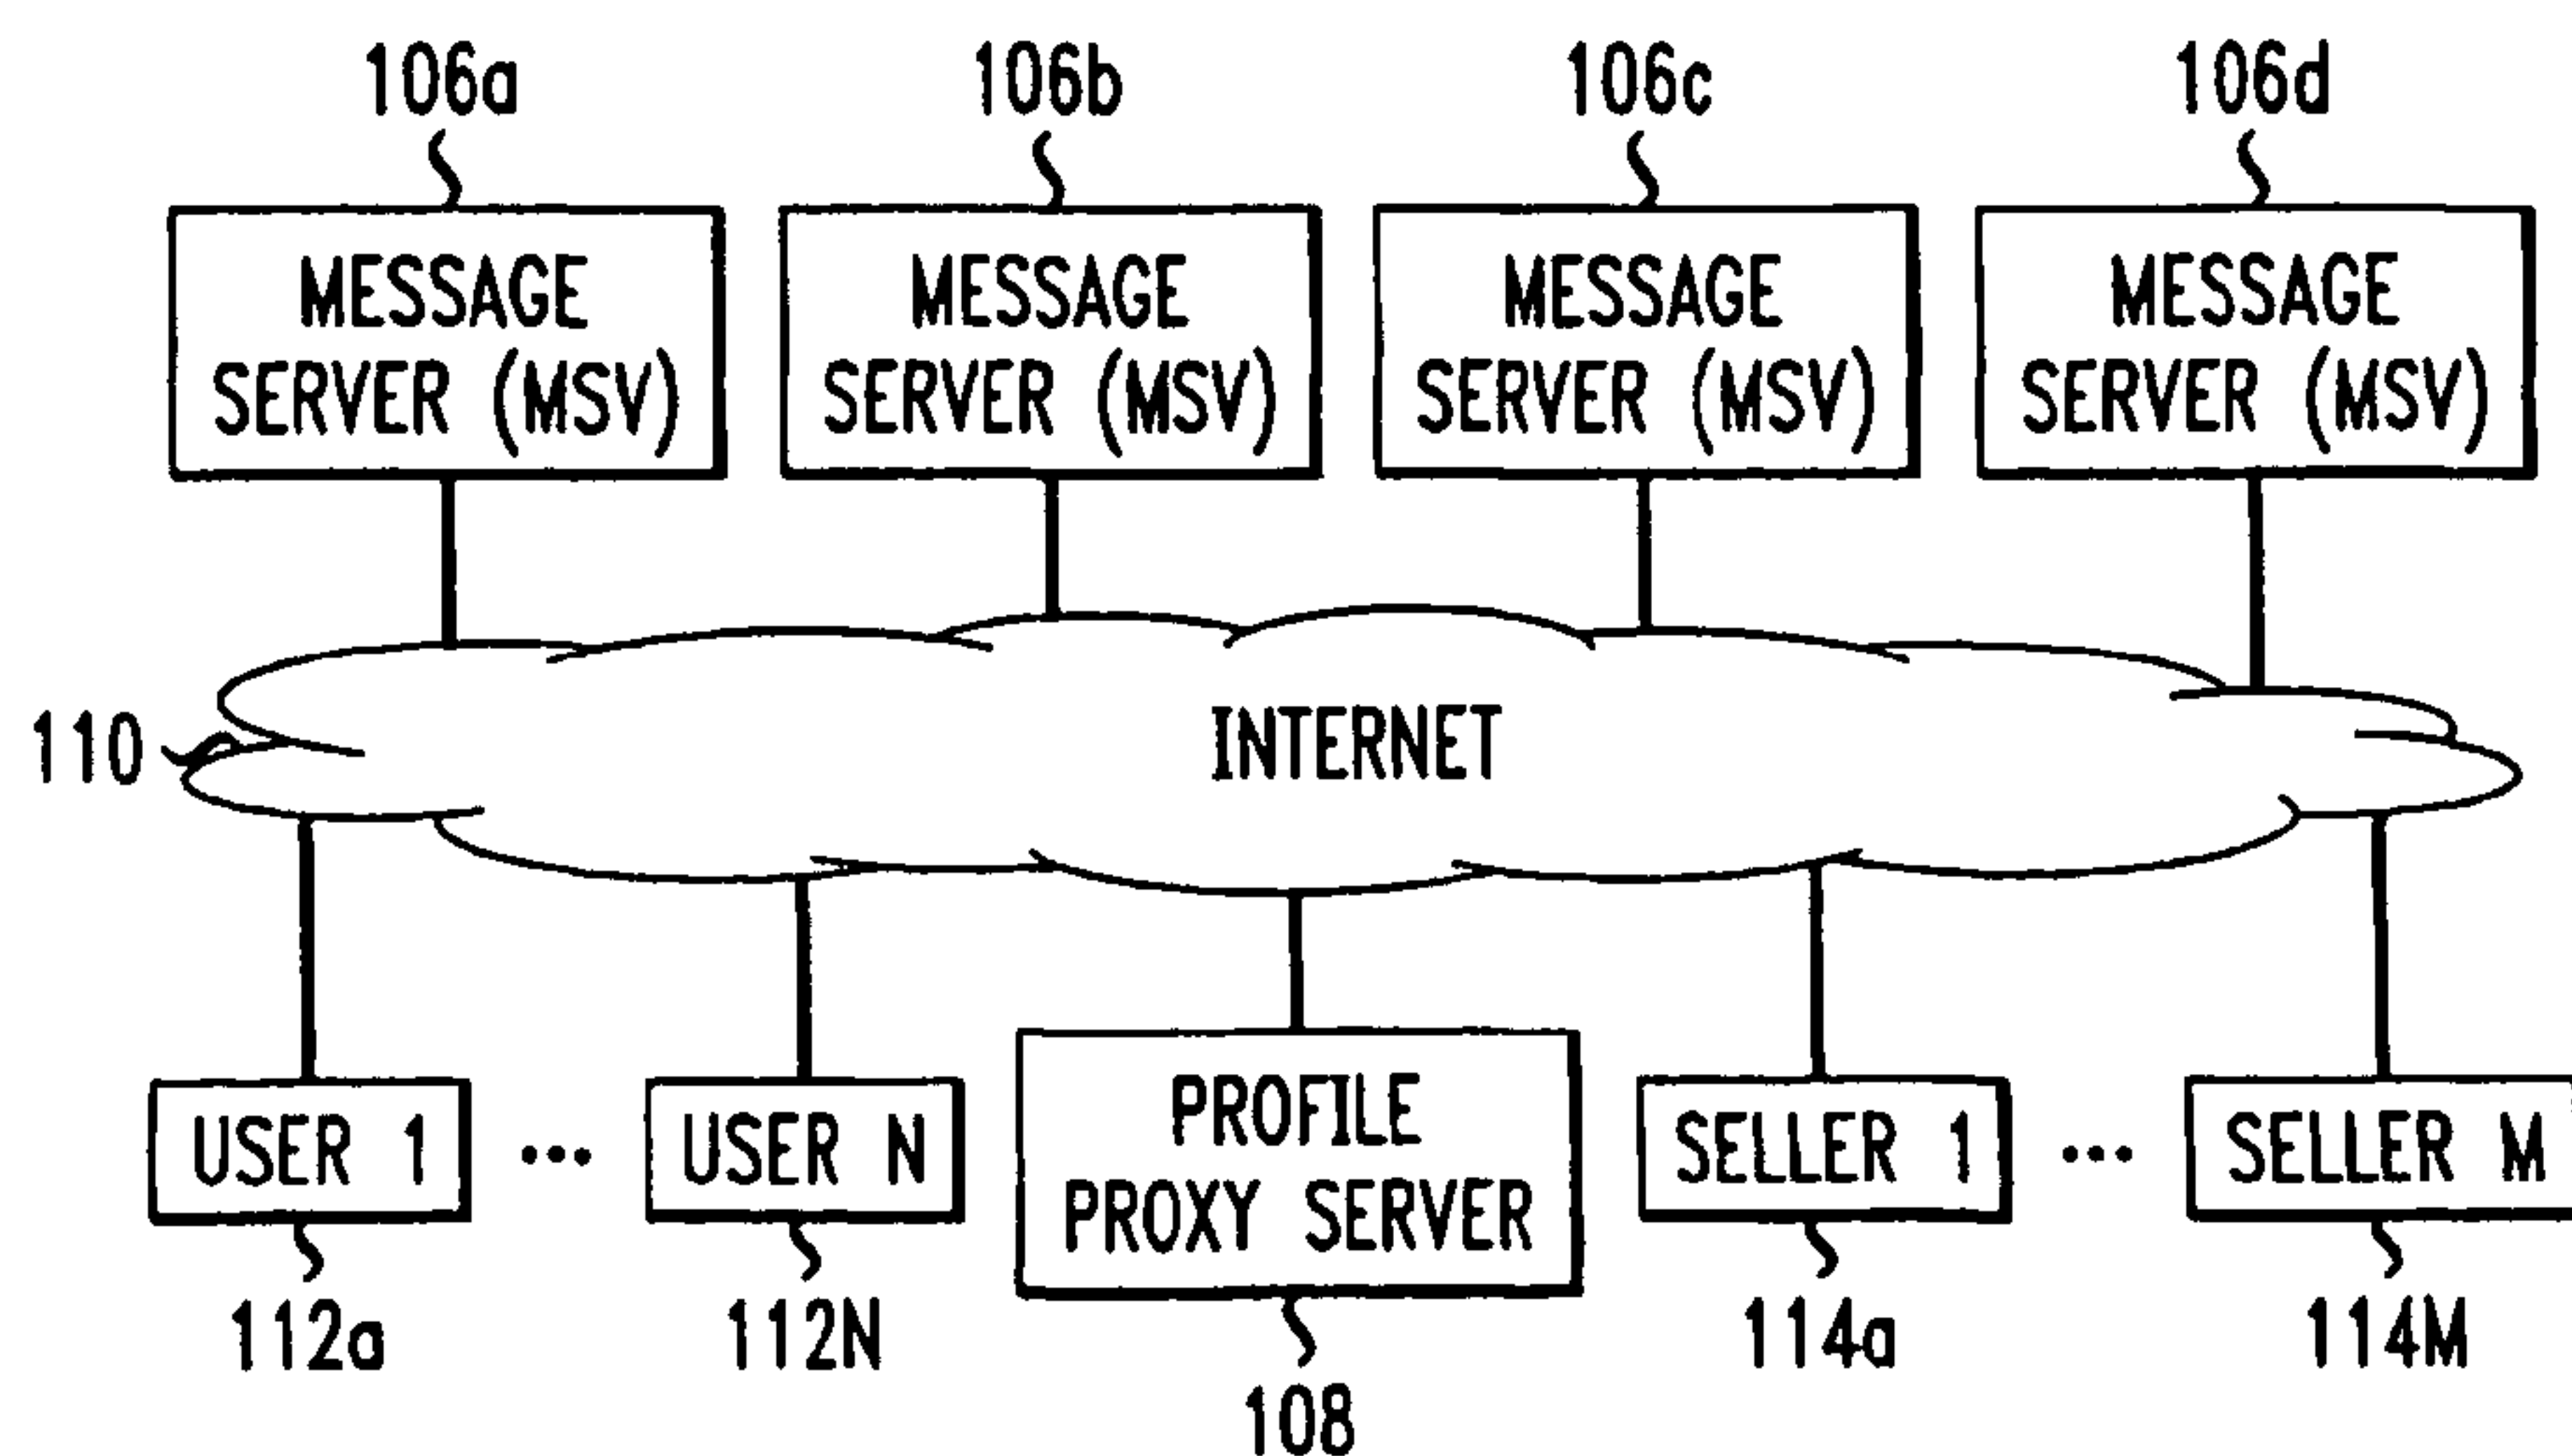 106a 106b 106c 106d
MESSAGE SERVER (MSV) MESSAGE SERVER (MSV) MESSAGE SERVER (MSV) MESSAGE SERVER (MSV)
110 INTERNET
USER 1 ... USER N PROFILE PROXY SERVER SELLER 1 ... SELLER M
112a 112N 108 114a 114M